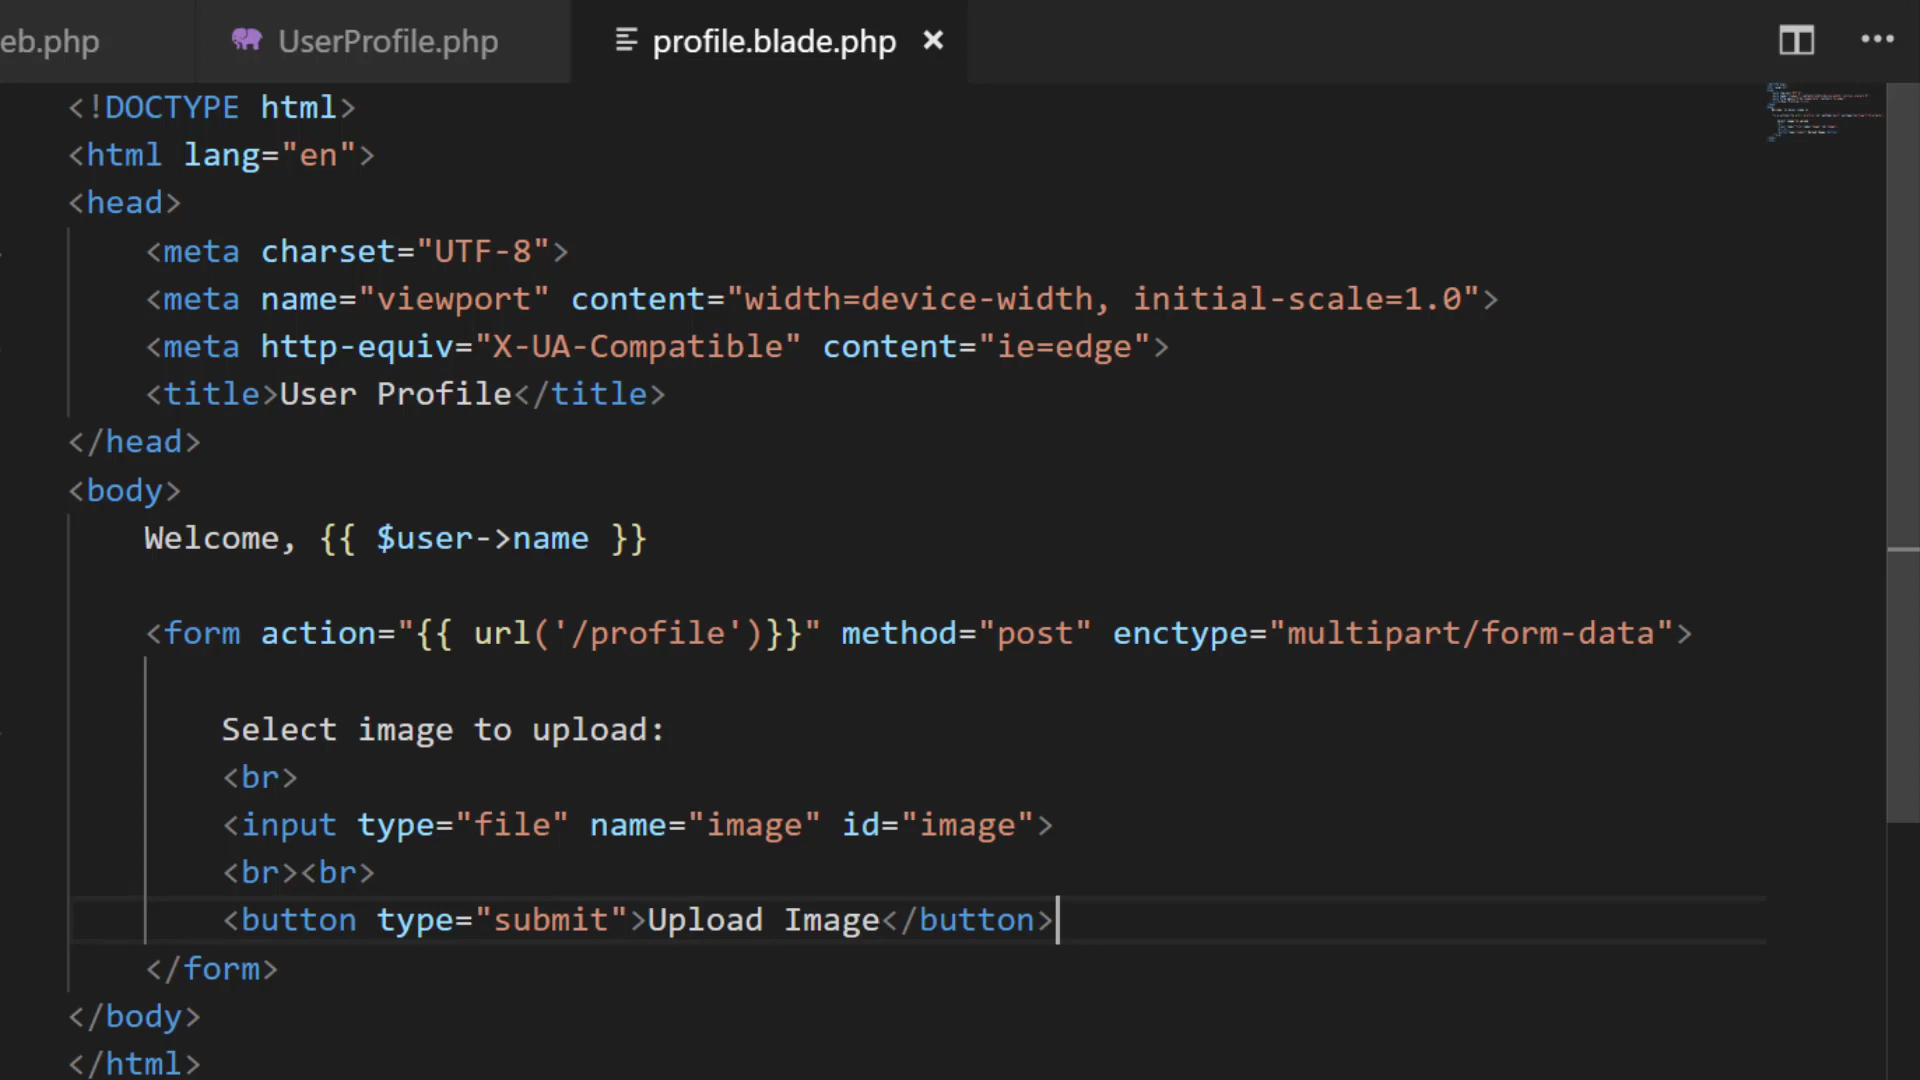 eb.php UserProfile.php profile.blade.php
<!DOCTYPE html>
<html lang="en">
<head>
    <meta charset="UTF-8">
    <meta name="viewport" content="width=device-width, initial-scale=1.0">
    <meta http-equiv="X-UA-Compatible" content="ie=edge">
    <title>User Profile</title>
</head>
<body>
    Welcome, {{ $user->name }}
    <form action="{{ url('/profile')}}" method="post" enctype="multipart/form-data">
        Select image to upload:
        <br>
        <input type="file" name="image" id="image">
        <br><br>
        <button type="submit">Upload Image</button>
    </form>
</body>
</html>